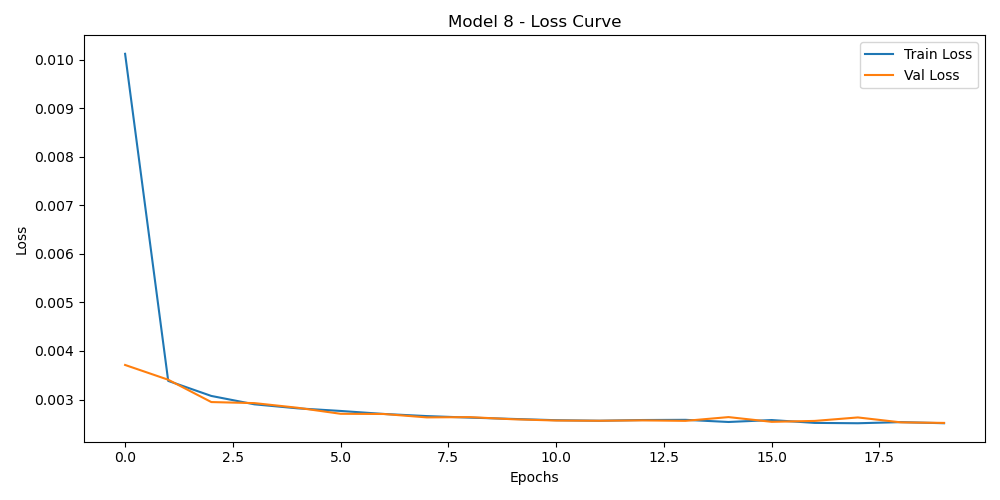 Model 8 - Loss Curve
Train Loss
Val Loss
0.010
0.009
0.008
0.007
0.006
0.005
0.004
0.003
Loss
0.0 2.5 5.0 7.5 10.0 12.5 15.0 17.5
Epochs